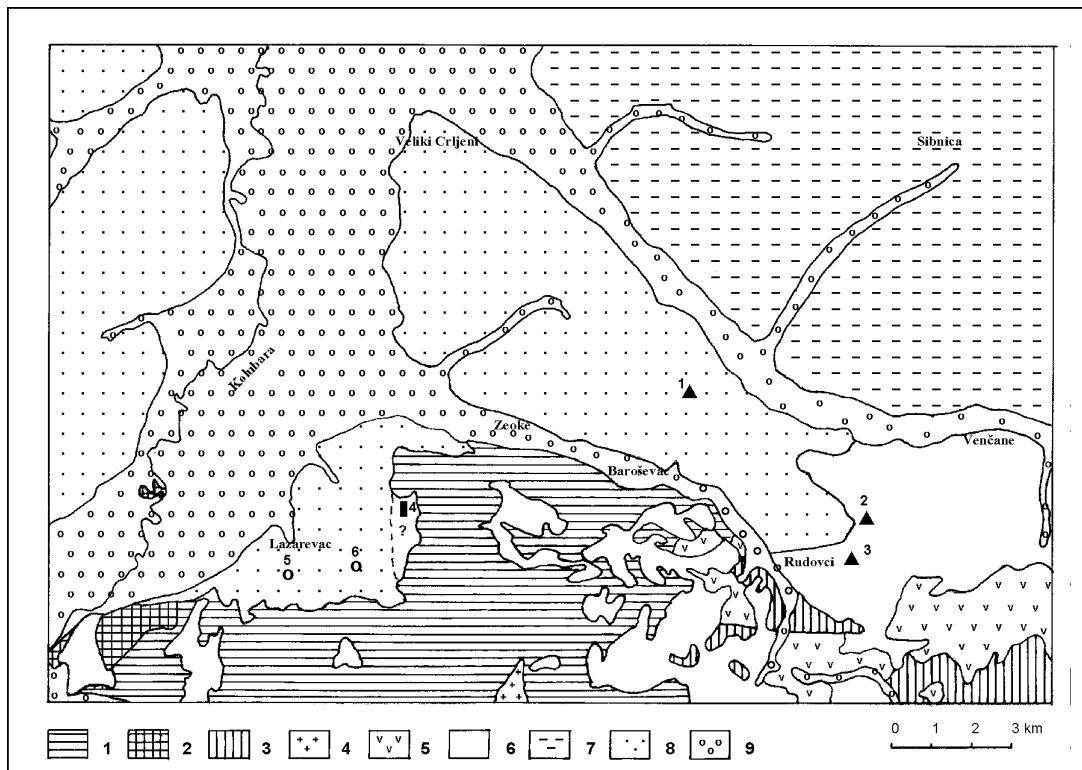 Veliki Crljeni
Sibnica
Kolubara
1
Zeoke
Venčane
Baroševac
2
4
?
Lazarevac
6
5
3
Rudovci
0 1 2 3 km
1 2 3 4 5 6 7 8 9